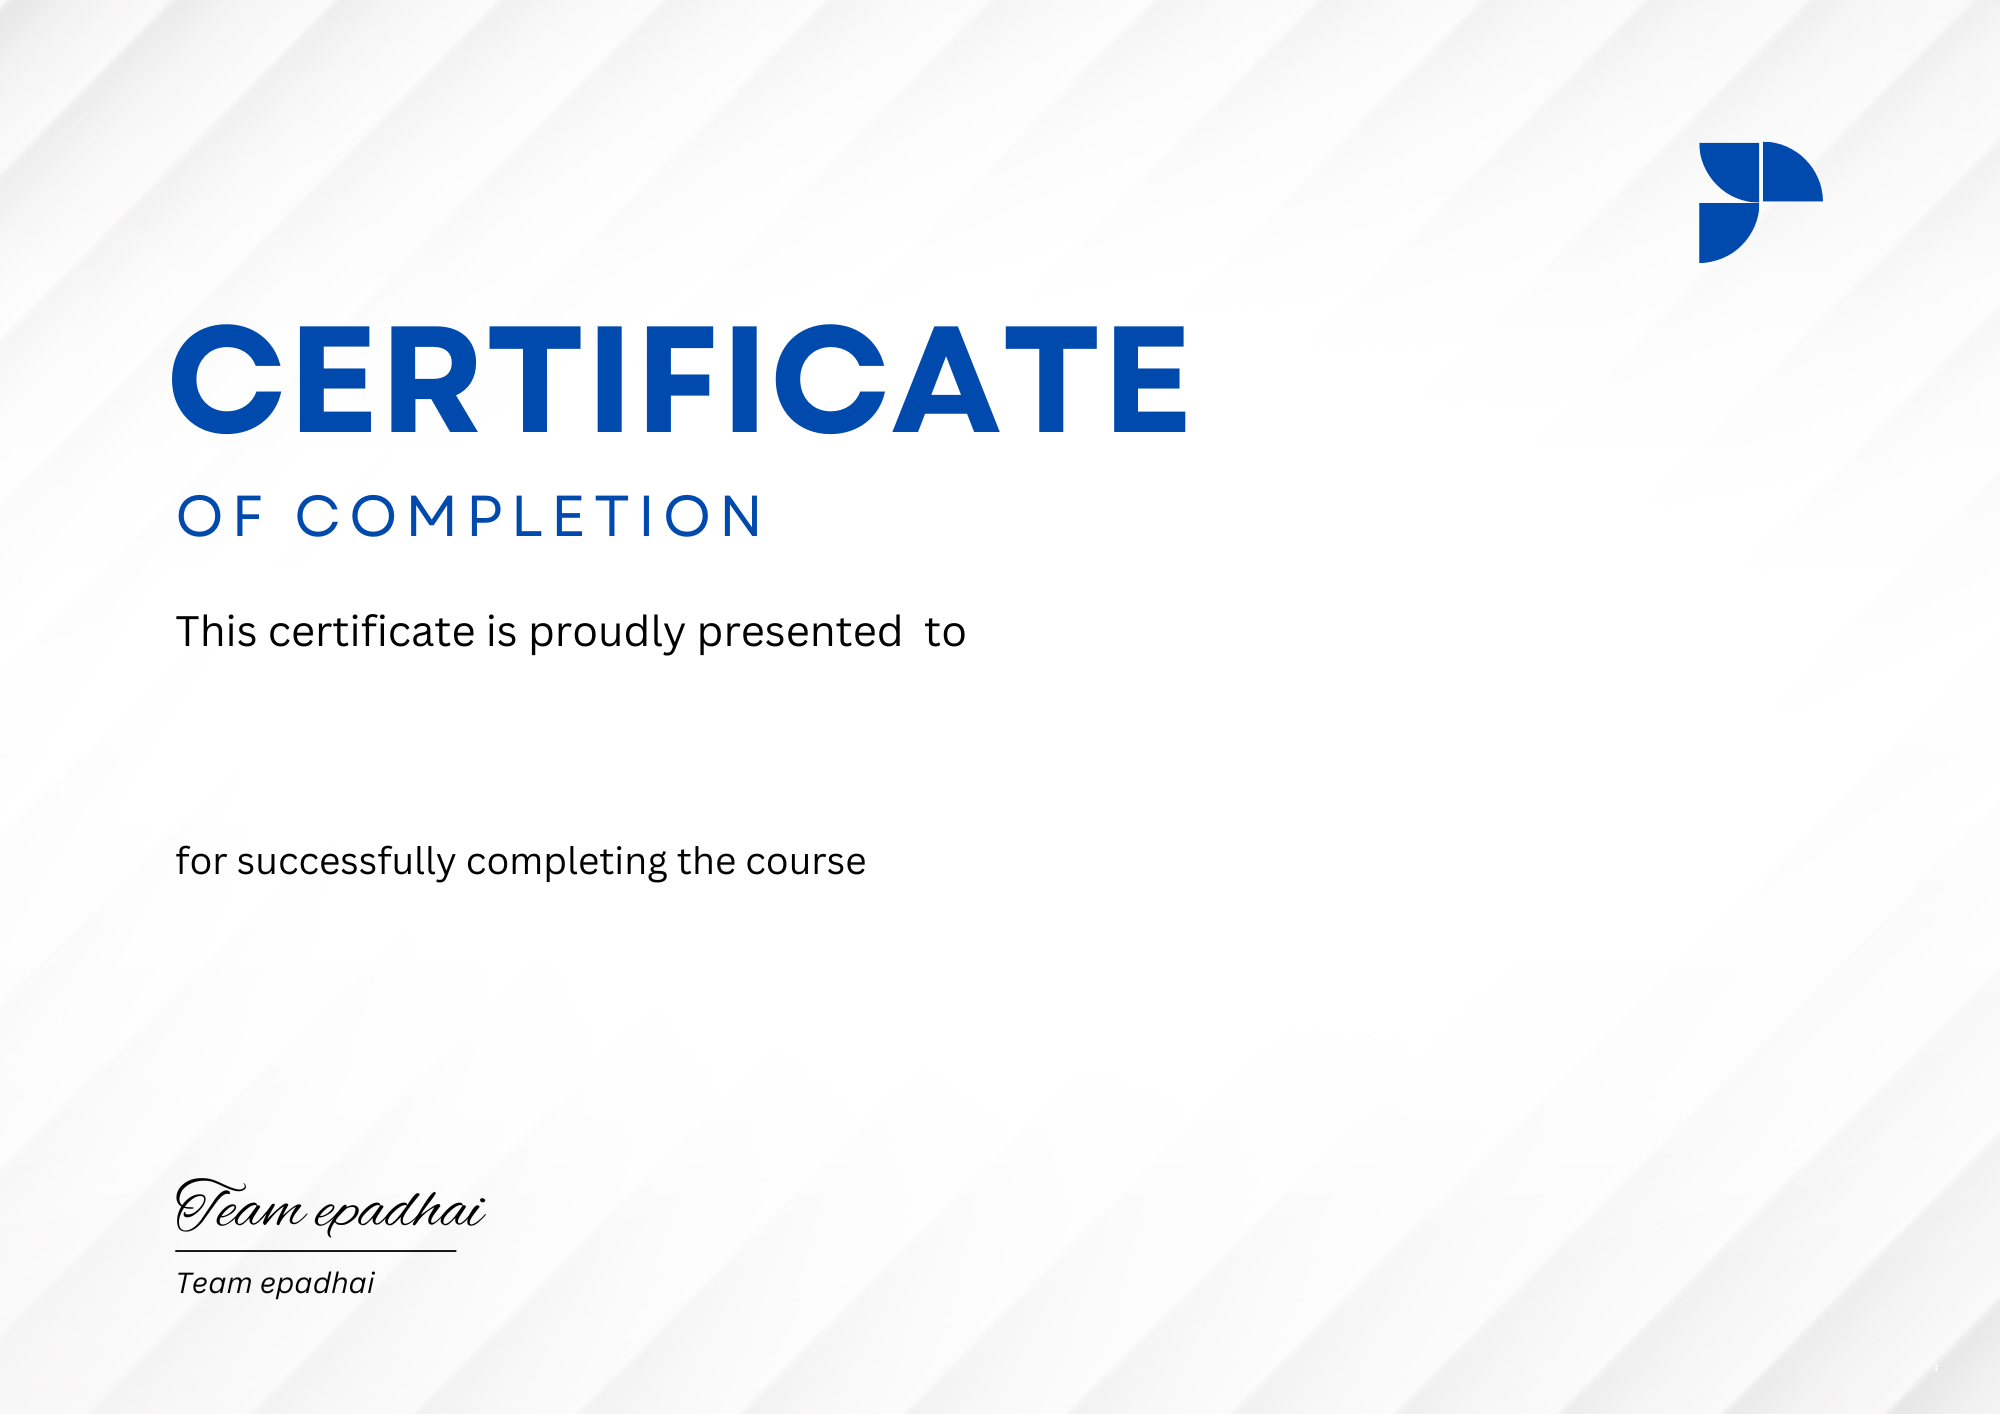 CERTIFICATE
OF COMPLETION
This certificate is proudly presented  to
for successfully completing the course
Team epadhai
Team epadhai